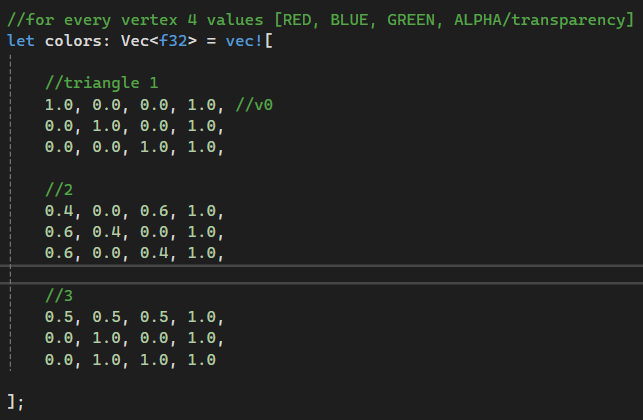 //for every vertex 4 values [RED, BLUE, GREEN, ALPHA/transparency]
let colors: Vec<f32> = vec![
//triangle 1
1.0, 0.0, 0.0, 1.0, //v0
0.0, 1.0, 0.0, 1.0,
0.0, 0.0, 1.0, 1.0,
//2
0.4, 0.0, 0.6, 1.0,
0.6, 0.4, 0.0, 1.0,
0.6, 0.0, 0.4, 1.0,
//3
0.5, 0.5, 0.5, 1.0,
0.0, 1.0, 0.0, 1.0,
0.0, 1.0, 1.0, 1.0
];